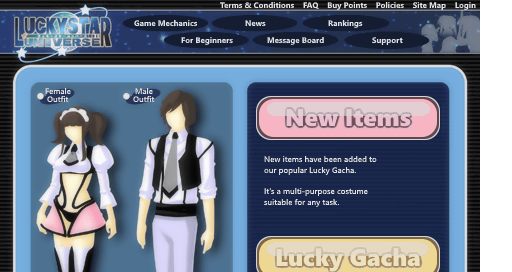 Terms & Conditions FAQ Buy Points Policies Site Map Login
LUCKYSTAR
UNIVERSE
Game Mechanics News Rankings
For Beginners Message Board Support
Female
Outfit
Male
Outfit
New Items
New items have been added to
our popular Lucky Gacha.
It's a multi-purpose costume
suitable for any task.
Lucky Gacha